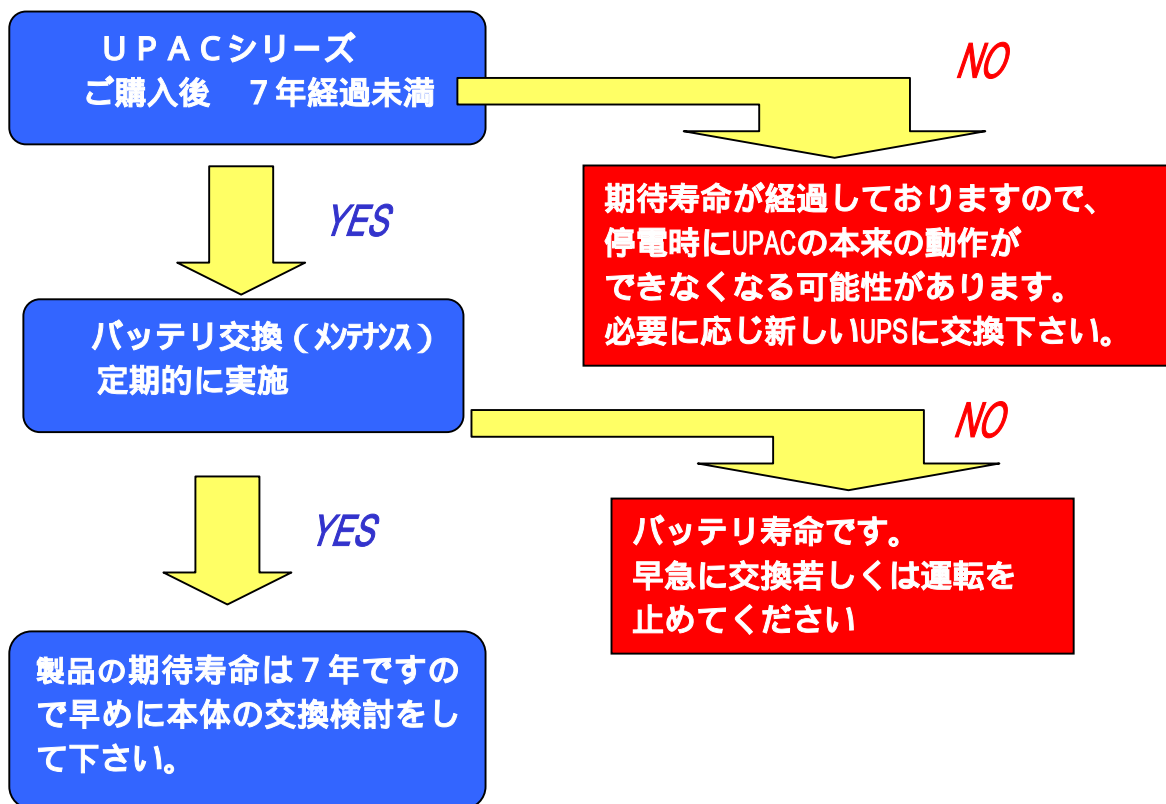 ＵＰＡＣシリーズ
ご購入後　７年経過未満
NO
YES
期待寿命が経過しておりますので、
停電時にUPACの本来の動作が
できなくなる可能性があります。
必要に応じ新しいUPSに交換下さい。
バッテリ交換（ﾒﾝﾃﾅﾝｽ）
定期的に実施
NO
YES
バッテリ寿命です。
早急に交換若しくは運転を
止めてください
製品の期待寿命は７年ですの
で早めに本体の交換検討をし
て下さい。